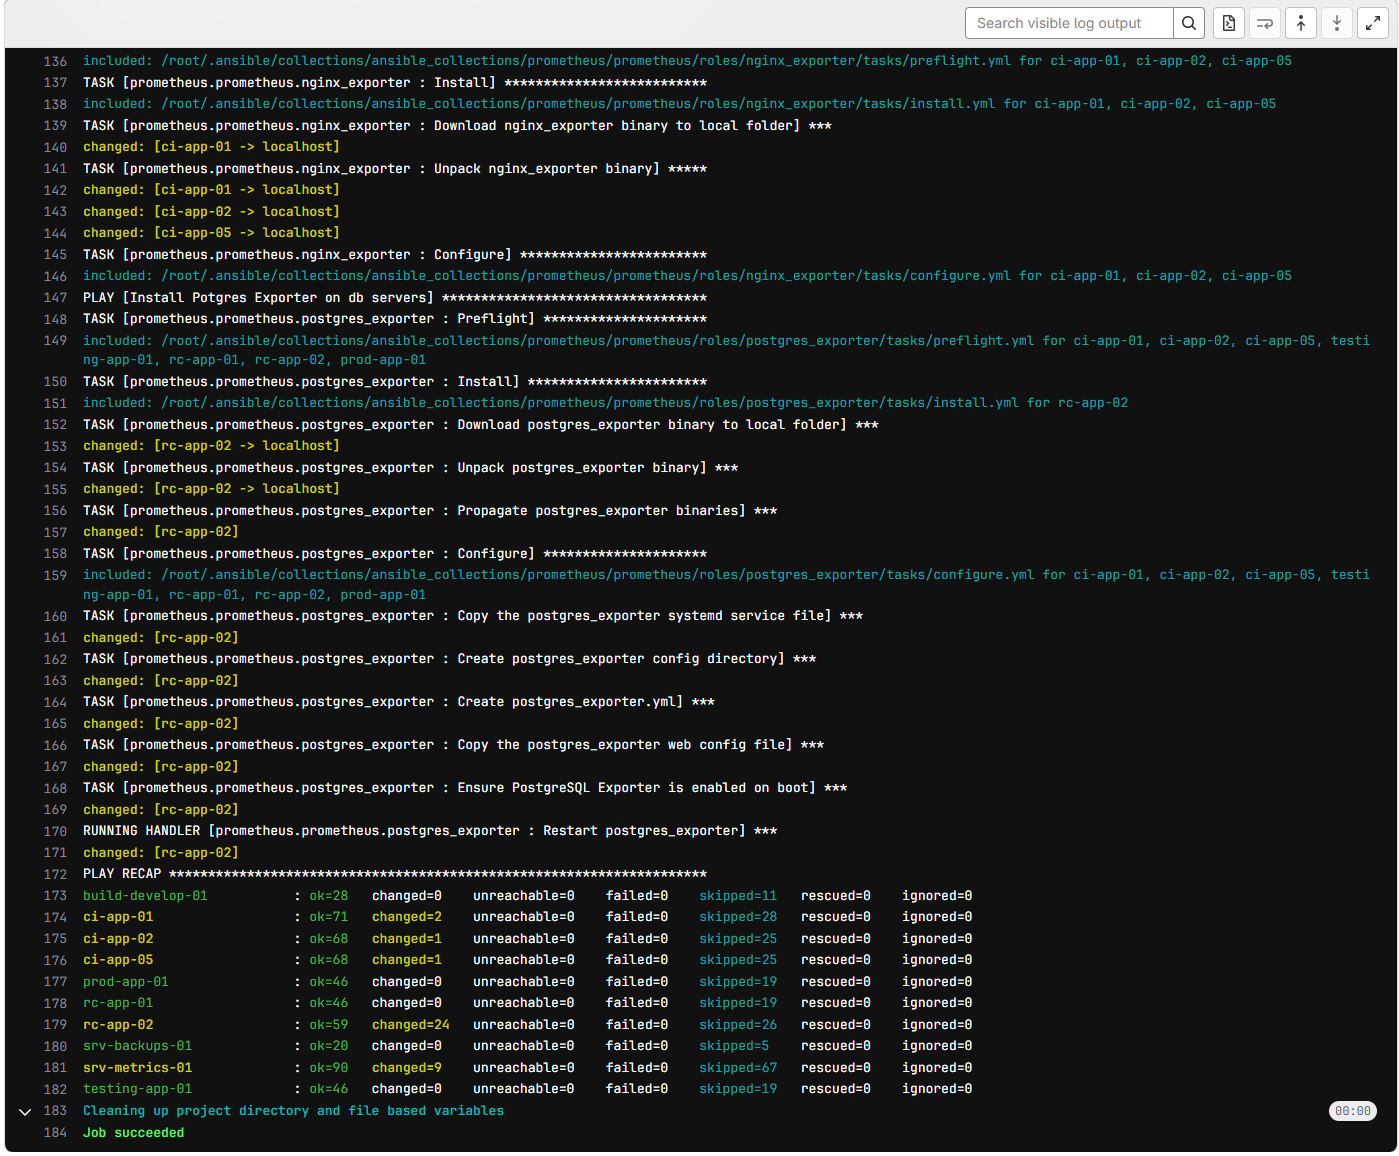 Search visible log output
136 included: /root/.ansible/collections/ansible_collections/prometheus/prometheus/roles/nginx_exporter/tasks/preflight.yml for ci-app-01, ci-app-02, ci-app-05
137 TASK [prometheus.prometheus.nginx_exporter : Install] **************************
138 included: /root/.ansible/collections/ansible_collections/prometheus/prometheus/roles/nginx_exporter/tasks/install.yml for ci-app-01, ci-app-02, ci-app-05
139 TASK [prometheus.prometheus.nginx_exporter : Download nginx_exporter binary to local folder] ***
140 changed: [ci-app-01 -> localhost]
141 TASK [prometheus.prometheus.nginx_exporter : Unpack nginx_exporter binary] *****
142 changed: [ci-app-01 -> localhost]
143 changed: [ci-app-02 -> localhost]
144 changed: [ci-app-05 -> localhost]
145 TASK [prometheus.prometheus.nginx_exporter : Configure] ************************
146 included: /root/.ansible/collections/ansible_collections/prometheus/prometheus/roles/nginx_exporter/tasks/configure.yml for ci-app-01, ci-app-02, ci-app-05
147 PLAY [Install Potgres Exporter on db servers] **********************************
148 TASK [prometheus.prometheus.postgres_exporter : Preflight] *********************
149 included: /root/.ansible/collections/ansible_collections/prometheus/prometheus/roles/postgres_exporter/tasks/preflight.yml for ci-app-01, ci-app-02, ci-app-05, testi
ng-app-01, rc-app-01, rc-app-02, prod-app-01
150 TASK [prometheus.prometheus.postgres_exporter : Install] ***********************
151 included: /root/.ansible/collections/ansible_collections/prometheus/prometheus/roles/postgres_exporter/tasks/install.yml for rc-app-02
152 TASK [prometheus.prometheus.postgres_exporter : Download postgres_exporter binary to local folder] ***
153 changed: [rc-app-02 -> localhost]
154 TASK [prometheus.prometheus.postgres_exporter : Unpack postgres_exporter binary] ***
155 changed: [rc-app-02 -> localhost]
156 TASK [prometheus.prometheus.postgres_exporter : Propagate postgres_exporter binaries] ***
157 changed: [rc-app-02]
158 TASK [prometheus.prometheus.postgres_exporter : Configure] *********************
159 included: /root/.ansible/collections/ansible_collections/prometheus/prometheus/roles/postgres_exporter/tasks/configure.yml for ci-app-01, ci-app-02, ci-app-05, testi
ng-app-01, rc-app-01, rc-app-02, prod-app-01
160 TASK [prometheus.prometheus.postgres_exporter : Copy the postgres_exporter systemd service file] ***
161 changed: [rc-app-02]
162 TASK [prometheus.prometheus.postgres_exporter : Create postgres_exporter config directory] ***
163 changed: [rc-app-02]
164 TASK [prometheus.prometheus.postgres_exporter : Create postgres_exporter.yml] ***
165 changed: [rc-app-02]
166 TASK [prometheus.prometheus.postgres_exporter : Copy the postgres_exporter web config file] ***
167 changed: [rc-app-02]
168 TASK [prometheus.prometheus.postgres_exporter : Ensure PostgreSQL Exporter is enabled on boot] ***
169 changed: [rc-app-02]
170 RUNNING HANDLER [prometheus.prometheus.postgres_exporter : Restart postgres_exporter] ***
171 changed: [rc-app-02]
172 PLAY RECAP *********************************************************************
173 build-develop-01 : ok=28 changed=0 unreachable=0 failed=0 skipped=11 rescued=0 ignored=0
174 ci-app-01 : ok=71 changed=2 unreachable=0 failed=0 skipped=28 rescued=0 ignored=0
175 ci-app-02 : ok=68 changed=1 unreachable=0 failed=0 skipped=25 rescued=0 ignored=0
176 ci-app-05 : ok=68 changed=1 unreachable=0 failed=0 skipped=25 rescued=0 ignored=0
177 prod-app-01 : ok=46 changed=0 unreachable=0 failed=0 skipped=19 rescued=0 ignored=0
178 rc-app-01 : ok=46 changed=0 unreachable=0 failed=0 skipped=19 rescued=0 ignored=0
179 rc-app-02 : ok=59 changed=24 unreachable=0 failed=0 skipped=26 rescued=0 ignored=0
180 srv-backups-01 : ok=20 changed=0 unreachable=0 failed=0 skipped=5 rescued=0 ignored=0
181 srv-metrics-01 : ok=90 changed=9 unreachable=0 failed=0 skipped=67 rescued=0 ignored=0
182 testing-app-01 : ok=46 changed=0 unreachable=0 failed=0 skipped=19 rescued=0 ignored=0
183 Cleaning up project directory and file based variables 00:00
184 Job succeeded